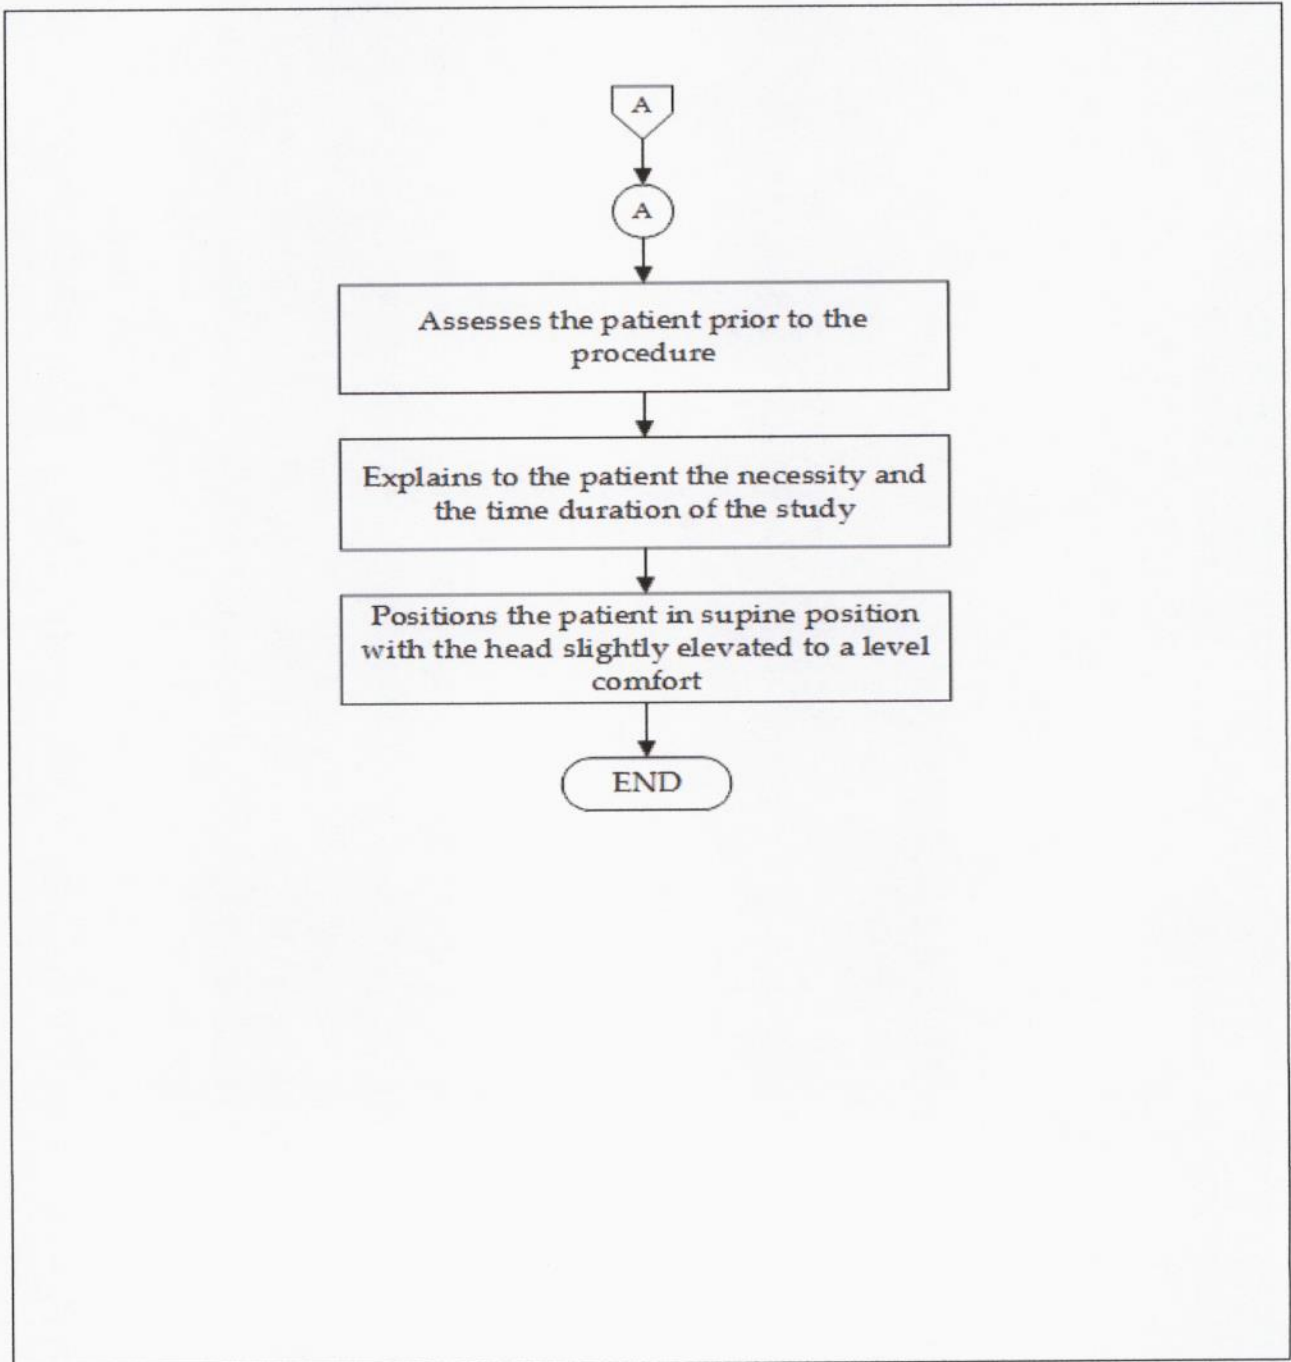 A
A
Assesses the patient prior to the
procedure
Explains to the patient the necessity and
the time duration of the study
Positions the patient in supine position
with the head slightly elevated to a level
comfort
END